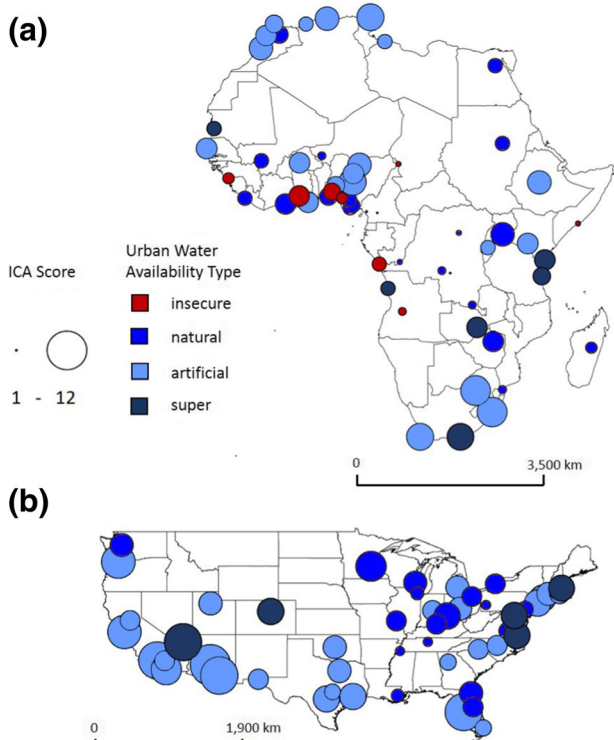 (a)
ICA Score
Urban Water
Availability Type
insecure
natural
artificial
super
1 - 12
0
3,500 km
(b)
0
1,900 km